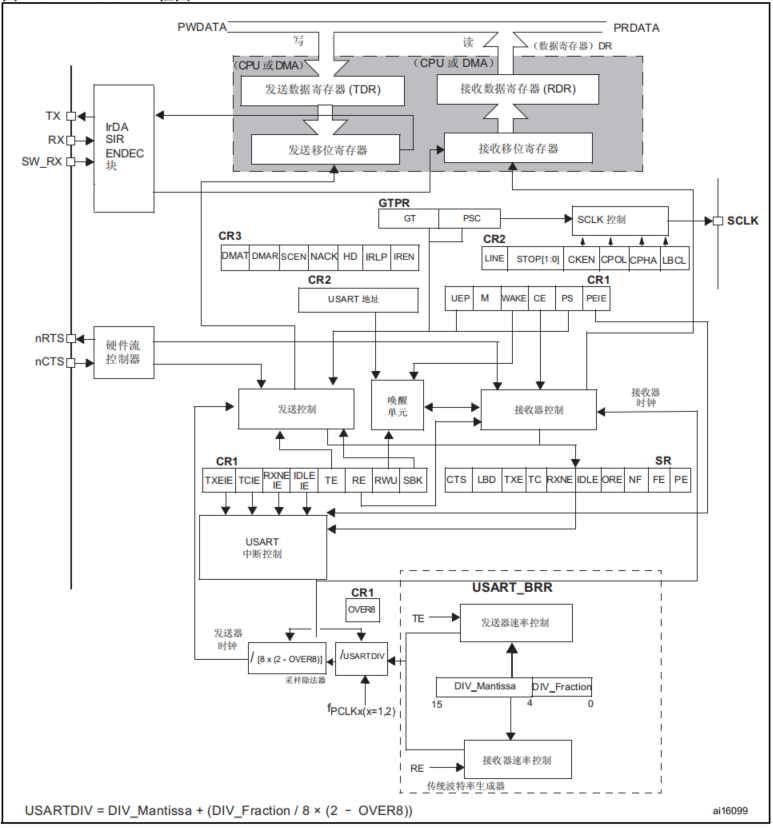 PWDATA
PRDATA
写
读
(数据寄存器) DR
(CPU 或 DMA)
(CPU 或 DMA)
发送数据寄存器 (TDR)
接收数据寄存器 (RDR)
TX
RX
SW_RX
IrDA
SIR
ENDEC
块
发送移位寄存器
接收移位寄存器
GTPR
GT
PSC
SCLK 控制
SCLK
CR3
DMAT DMAR SCEN NACK HD IRLP IREN
CR2
LINE STOP[1:0] CKEN CPOL CPHA LBCL
CR2
USART 地址
CR1
UEP M WAKE CE PS PEIE
nRTS
nCTS
硬件流
控制器
发送控制
唤醒
单元
接收器控制
接收器
时钟
CR1
TXEIE TCIE RXNE IE IDLE IE TE RE RWU SBK
SR
CTS LBD TXE TC RXNE IDLE ORE NF FE PE
USART
中断控制
USART_BRR
CR1
OVER8
TE
发送器速率控制
发送器
时钟
/ [8 x (2 - OVER8)]
/USARTDIV
采样除法器
fPCLKx(x=1,2)
DIV_Mantissa DIV_Fraction
15 4 0
RE
接收器速率控制
传统波特率生成器
USARTDIV = DIV_Mantissa + (DIV_Fraction / 8 × (2 － OVER8))
ai16099